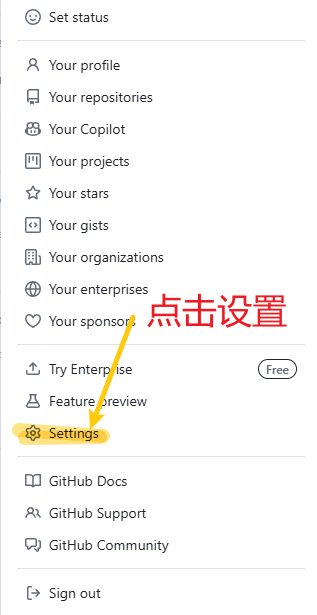 Set status
Your profile
Your repositories
Your Copilot
Your projects
Your stars
Your gists
Your organizations
Your enterprises
Your sponsors
点击设置
Try Enterprise Free
Feature preview
Settings
GitHub Docs
GitHub Support
GitHub Community
Sign out